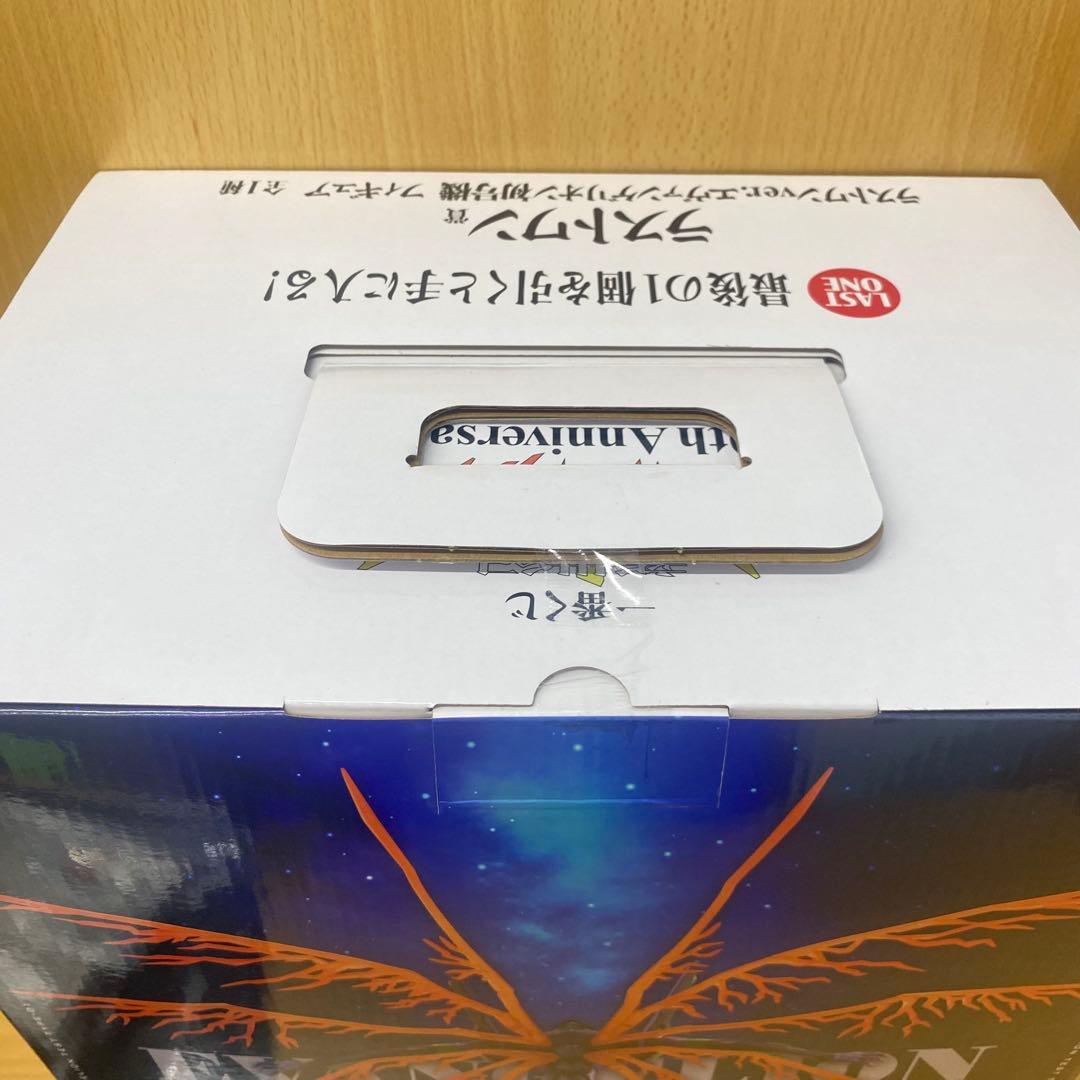 一番くじ
th Anniversa
LAST ONE 最後の1個を引くと手に入る!
ラストワン賞
ラストワンver.エヴァンゲリオン初号機 フィギュア 全1種